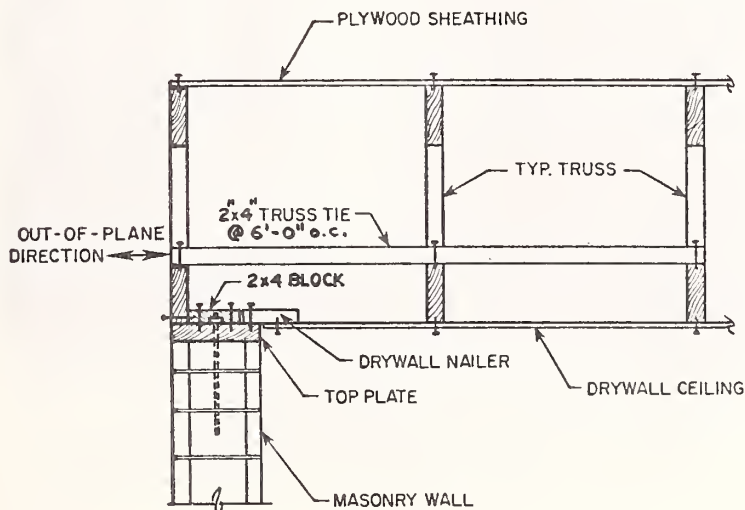 PLYWOOD SHEATHING
TYP. TRUSS
2"x4" TRUSS TIE
@ 6'-0" o.c.
OUT-OF-PLANE
DIRECTION
2x4 BLOCK
DRYWALL NAILER
DRYWALL CEILING
TOP PLATE
MASONRY WALL